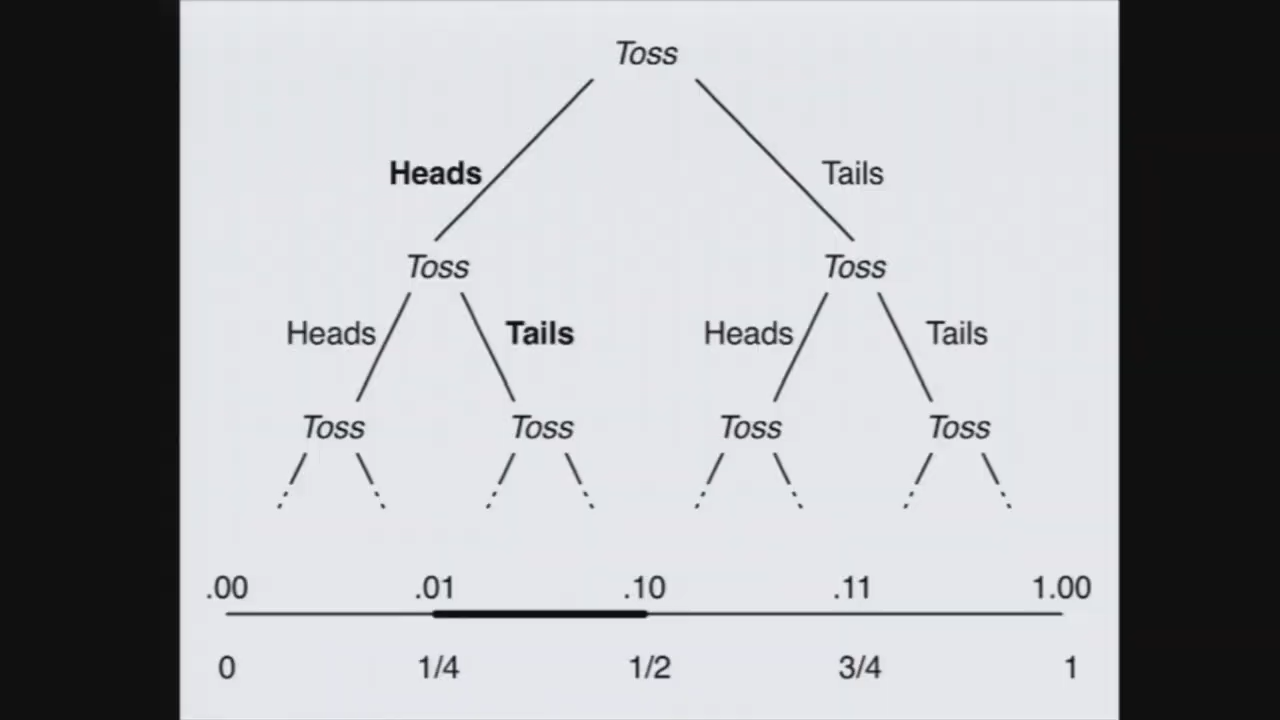 Toss
Heads Tails
Toss Toss
Heads Tails Heads Tails
Toss Toss Toss Toss
.00 .01 .10 .11 1.00
0 1/4 1/2 3/4 1